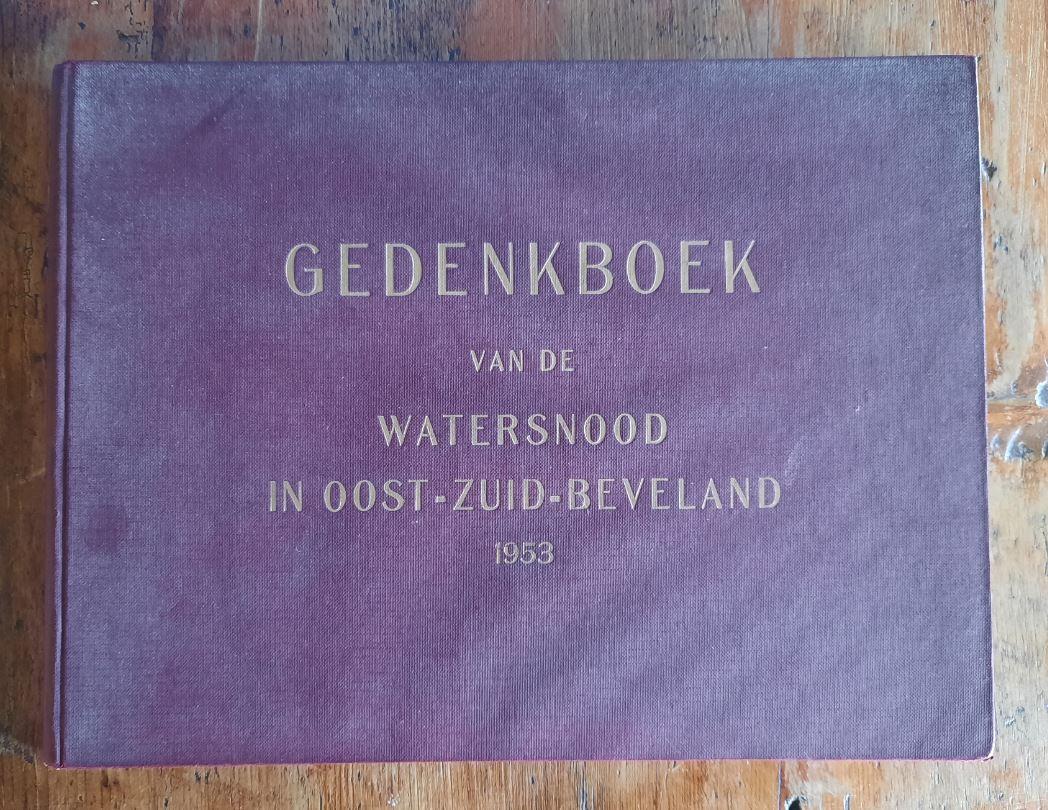 GEDENKBOEK
VAN DE
WATERSNOOD
IN OOST-ZUID-BEVELAND
1953